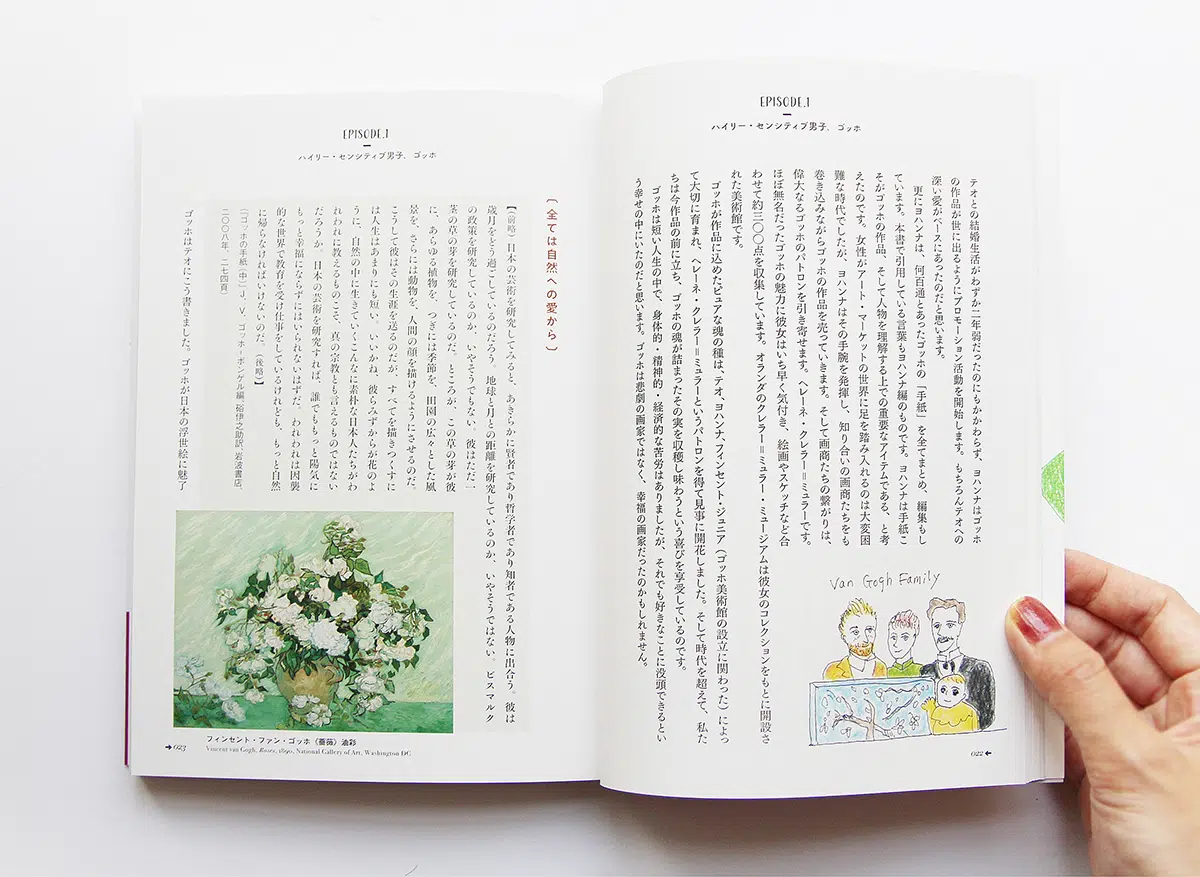 EPISODE.1
ハイリー・センシティブ男子、ゴッホ
テオとの結婚生活がわずか二年弱だったのにもかかわらず、ヨハンナはゴッホ
の作品が世に出るようにプロモーション活動を開始します。もちろんテオへの
深い愛がベースにあったのだと思います。
更にヨハンナは、何百通とあったゴッホの「手紙」を全てまとめ、編集もし
ています。本書で引用している言葉もヨハンナ編のものです。ヨハンナは手紙こ
そがゴッホの作品、そして人物を理解する上での重要なアイテムである、と考
えたのです。女性がアート・マーケットの世界に足を踏み入れるのは大変困
難な時代でしたが、ヨハンナはその手腕を発揮し、知り合いの画商たちをも
巻き込みながらゴッホの作品を売っていきます。そして画商たちの繋がりは、
偉大なるゴッホのパトロンを引き寄せます。ヘレーネ・クレラー＝ミュラーです。
ほぼ無名だったゴッホの魅力に彼女はいち早く気付き、絵画やスケッチなど合
わせて約三〇〇点を収集しています。オランダのクレラー＝ミュラー・ミュージアムは彼女のコレクションをもとに開設さ
れた美術館です。
ゴッホが作品に込めたピュアな魂の種は、テオ、ヨハンナ、フィンセント・ジュニア（ゴッホ美術館の設立に関わった）によっ
て大切に育まれ、ヘレーネ・クレラー＝ミュラーというパトロンを得て見事に開花しました。そして時代を超えて、私た
ちは今作品の前に立ち、ゴッホの魂が詰まったその実を収穫し味わうという喜びを享受しているのです。
ゴッホは短い人生の中で、身体的・精神的・経済的な苦労はありましたが、それでも好きなことに没頭できるとい
う幸せの中にいたのだと思います。ゴッホは悲劇の画家ではなく、幸福の画家だったのかもしれません。
Van Gogh Family
022
EPISODE.1
ハイリー・センシティブ男子、ゴッホ
〔全ては自然への愛から〕
【（前略）日本の芸術を研究してみると、あきらかに賢者であり哲学者であり知者である人物に出合う。彼は
歳月をどう過ごしているのだろう。地球と月との距離を研究しているのか、いやそうではない。ビスマルク
の政策を研究しているのか、いやそうでもない。彼はただ一
茎の草の芽を研究しているのだ。ところが、この草の芽が彼
に、あらゆる植物を、つぎには季節を、田園の広々とした風
景を、さらには動物を、人間の顔を描けるようにさせるのだ。
こうして彼はその生涯を送るのだが、すべてを描きつくすに
は人生はあまりにも短い。いいかね、彼らみずからが花のよ
うに、自然の中に生きていくこんなに素朴な日本人たちがわ
れわれに教えるものこそ、真の宗教とも言えるものではない
だろうか。日本の芸術を研究すれば、誰でももっと陽気に
もっと幸福にならずにはいられないはずだ。われわれは因襲
的な世界で教育を受け仕事をしているけれども、もっと自然
に帰らなければいけないのだ。（後略）】
（『ゴッホの手紙（中）』J．V．ゴッホ・ボンゲル編、硲伊之助訳、岩波書店、
二〇〇八年 二七四頁）
ゴッホはテオにこう書きました。ゴッホが日本の浮世絵に魅了
フィンセント・ファン・ゴッホ《薔薇》油彩
Vincent van Gogh, Roses, 1890, National Gallery of Art, Washington DC
023